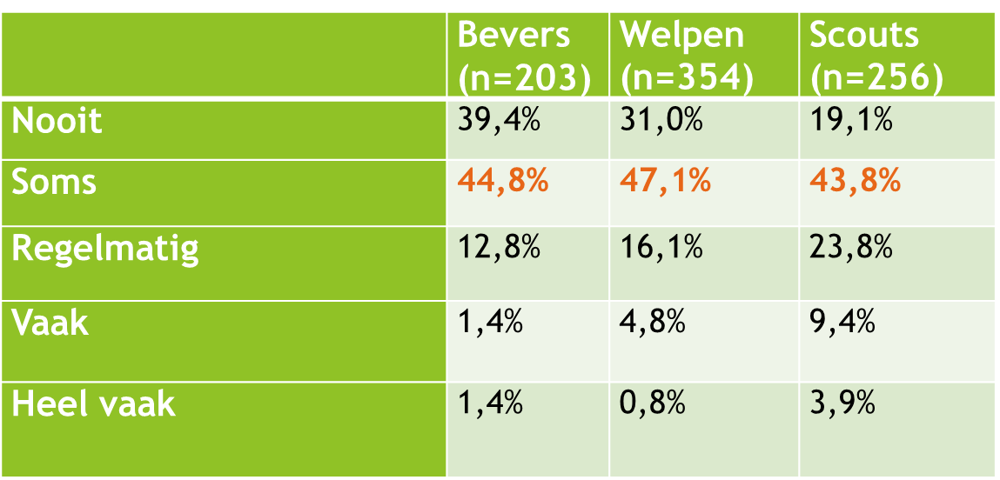 Bevers (n=203) Welpen (n=354) Scouts (n=256)
Nooit 39,4% 31,0% 19,1%
Soms 44,8% 47,1% 43,8%
Regelmatig 12,8% 16,1% 23,8%
Vaak 1,4% 4,8% 9,4%
Heel vaak 1,4% 0,8% 3,9%